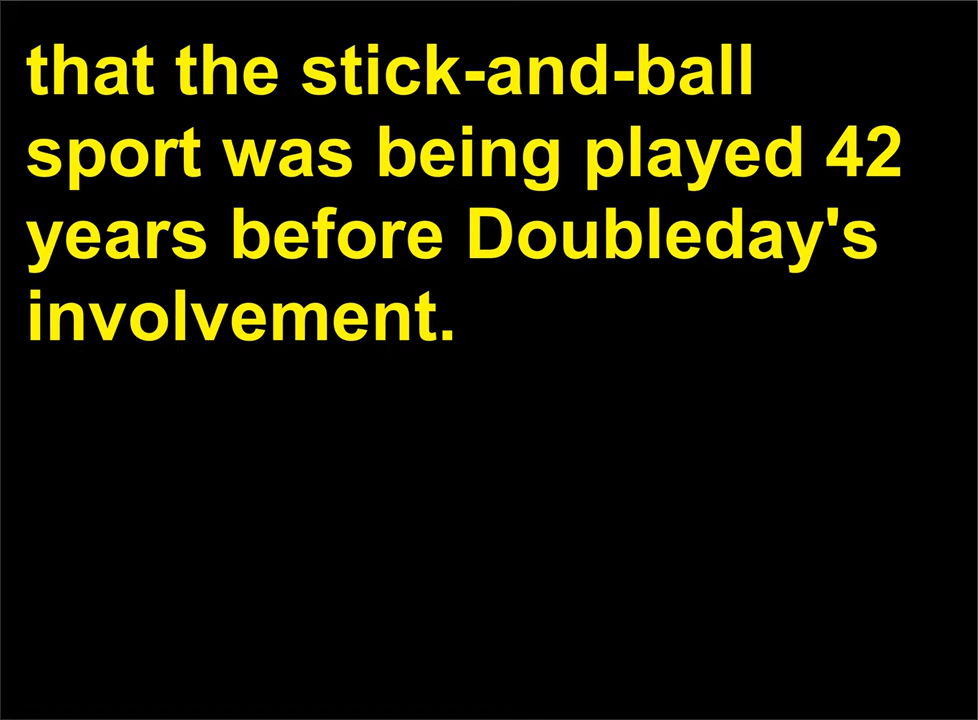 that the stick-and-ball
sport was being played 42
years before Doubleday's
involvement.